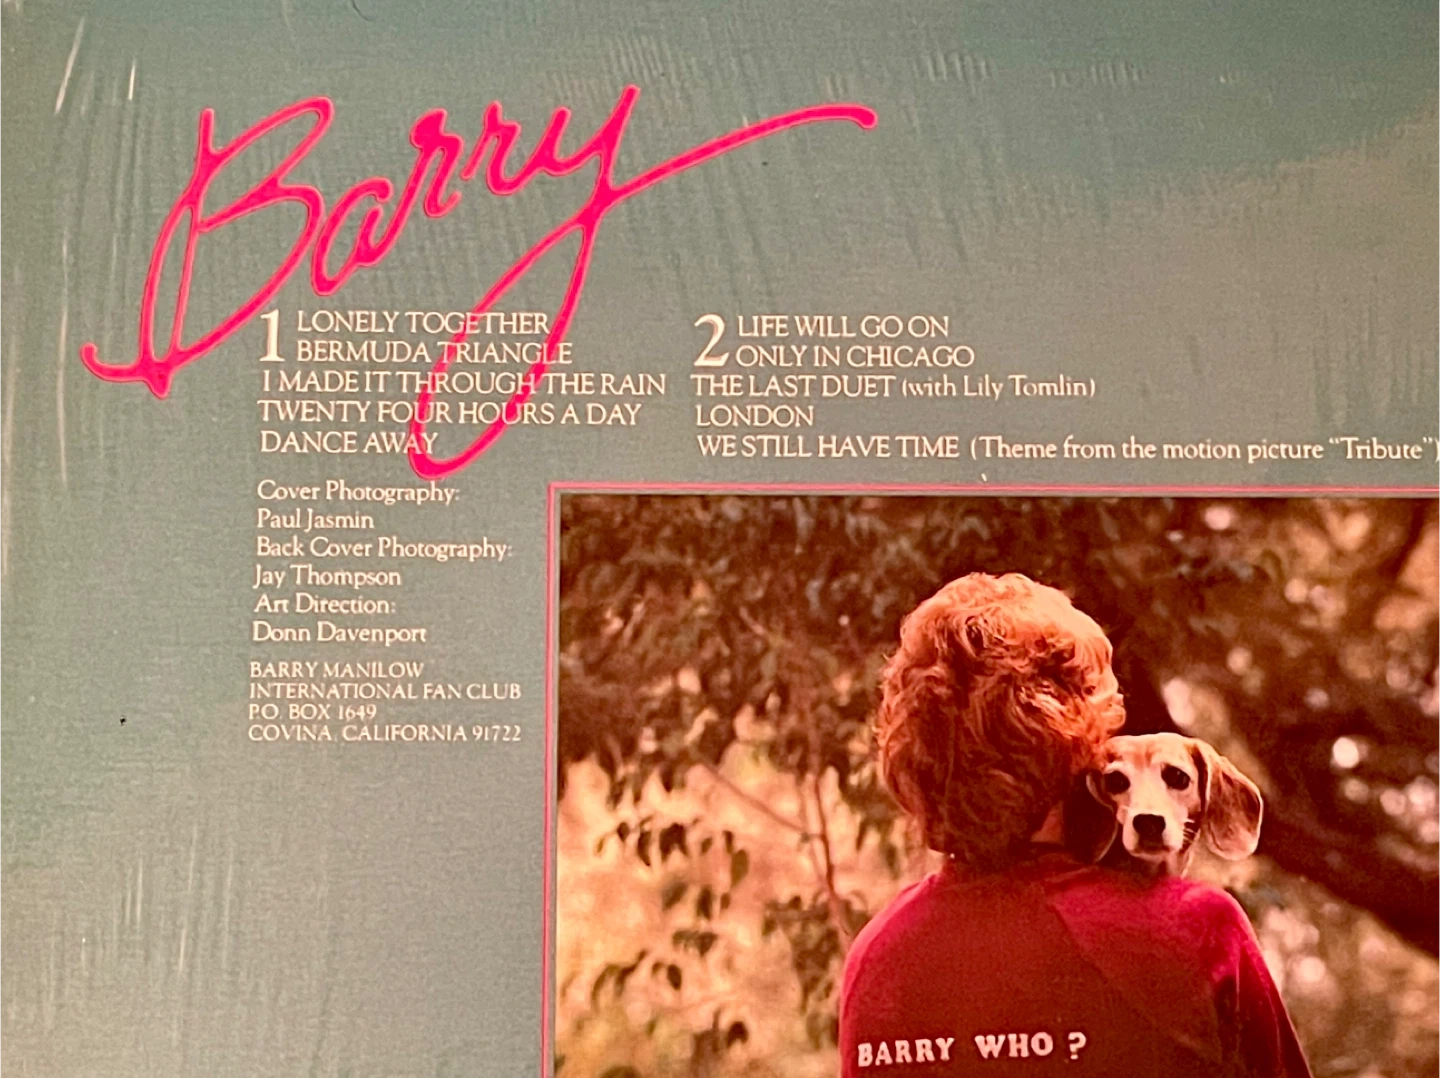 Barry
1 LONELY TOGETHER
BERMUDA TRIANGLE
I MADE IT THROUGH THE RAIN
TWENTY FOUR HOURS A DAY
DANCE AWAY
2 LIFE WILL GO ON
ONLY IN CHICAGO
THE LAST DUET (with Lily Tomlin)
LONDON
WE STILL HAVE TIME (Theme from the motion picture "Tribute")
Cover Photography:
Paul Jasmin
Back Cover Photography:
Jay Thompson
Art Direction:
Donn Davenport
BARRY MANILOW
INTERNATIONAL FAN CLUB
P.O. BOX 1649
COVINA, CALIFORNIA 91722
BARRY WHO?